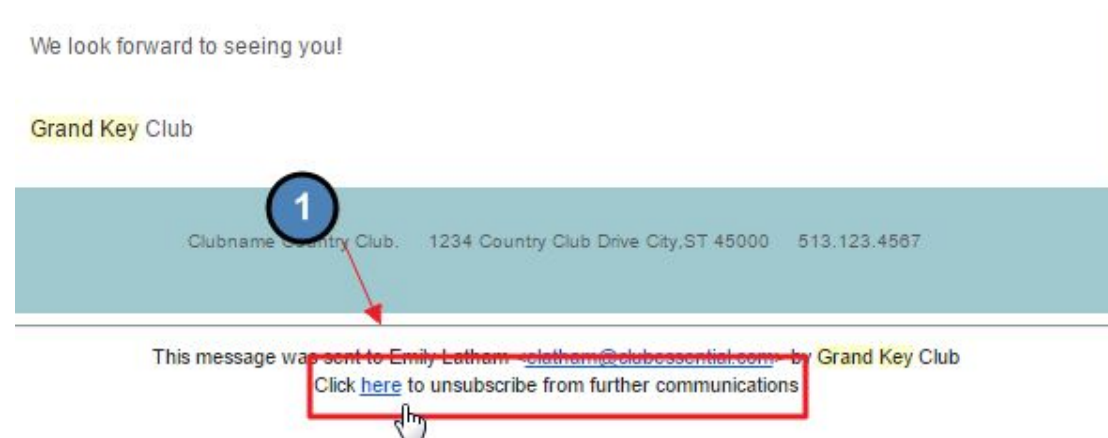 We look forward to seeing you!
Grand Key Club
1
Clubname Country Club. 1234 Country Club Drive City,ST 45000 513.123.4567
This message was sent to Emily Latham <elatham@clubessential.com> by Grand Key Club
Click here to unsubscribe from further communications